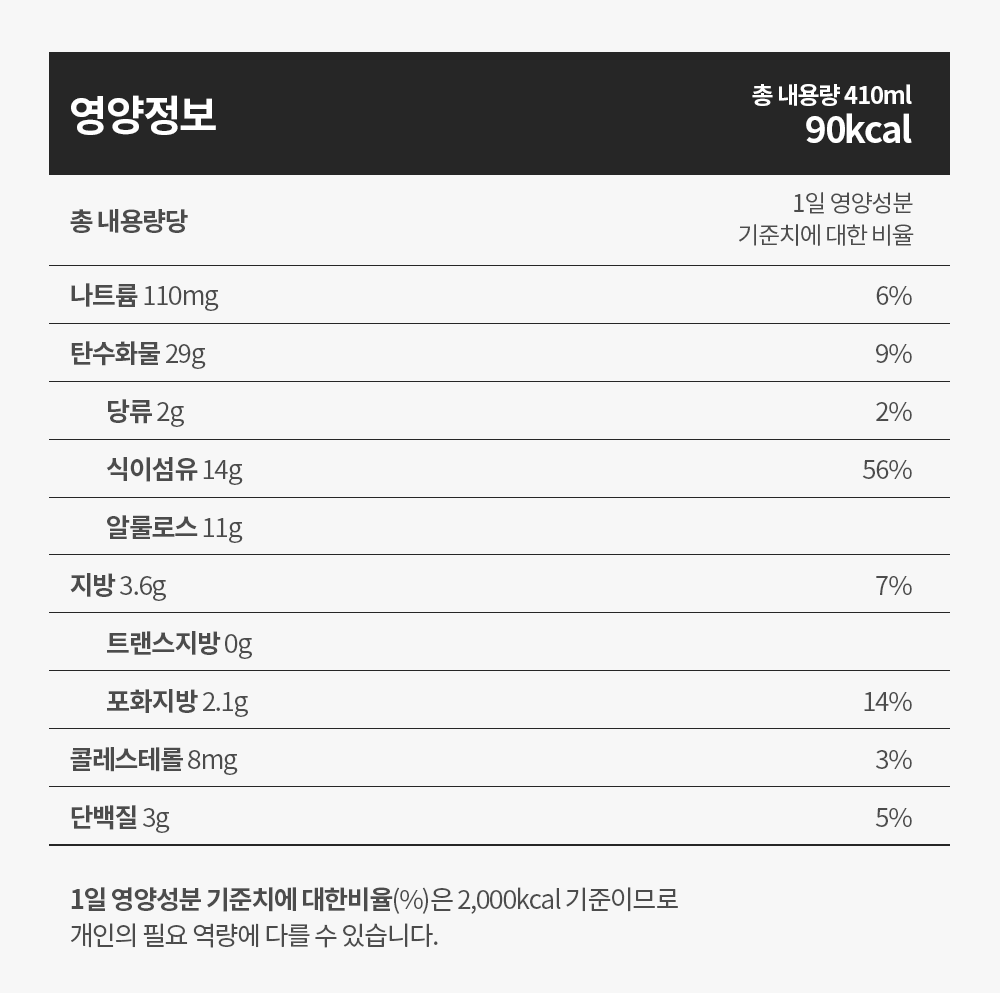 영양정보
총 내용량 410ml
90kcal
총 내용량당
1일 영양성분
기준치에 대한 비율
나트륨 110mg 6%
탄수화물 29g 9%
당류 2g 2%
식이섬유 14g 56%
알룰로스 11g
지방 3.6g 7%
트랜스지방 0g
포화지방 2.1g 14%
콜레스테롤 8mg 3%
단백질 3g 5%
1일 영양성분 기준치에 대한비율(%)은 2,000kcal 기준이므로
개인의 필요 역량에 다를 수 있습니다.